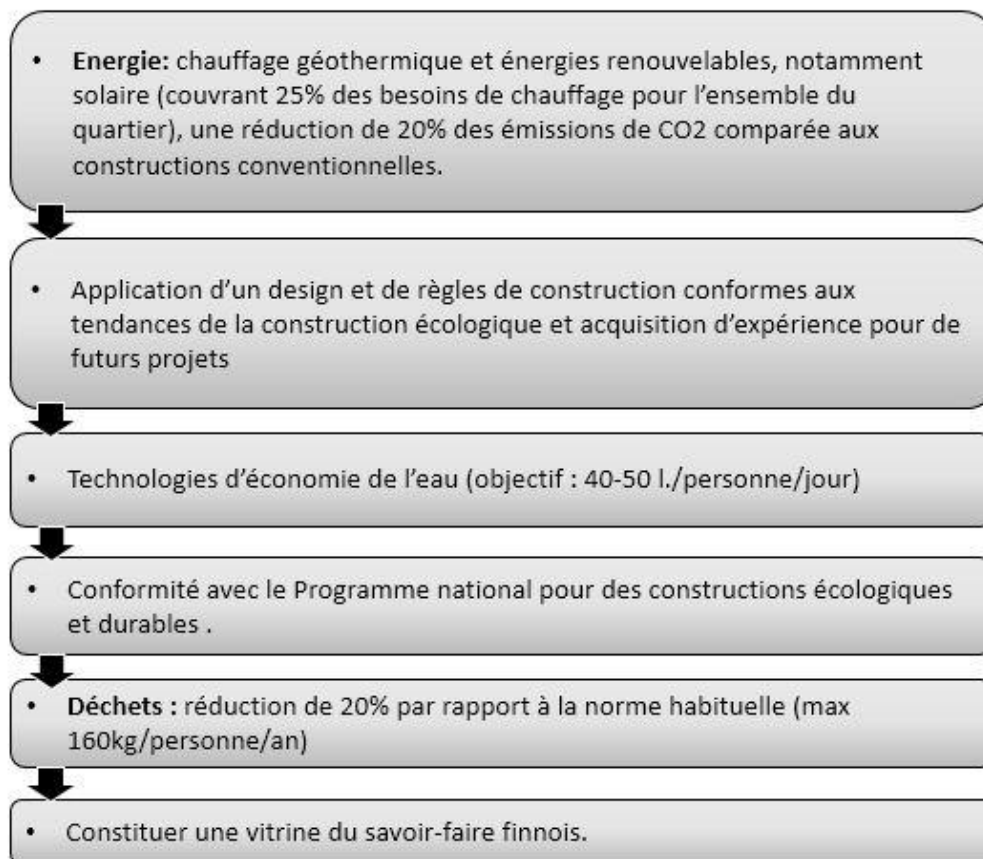 • Energie: chauffage géothermique et énergies renouvelables, notamment
solaire (couvrant 25% des besoins de chauffage pour l’ensemble du
quartier), une réduction de 20% des émissions de CO2 comparée aux
constructions conventionnelles.
• Application d’un design et de règles de construction conformes aux
tendances de la construction écologique et acquisition d’expérience pour de
futurs projets
• Technologies d’économie de l’eau (objectif : 40-50 l./personne/jour)
• Conformité avec le Programme national pour des constructions écologiques
et durables .
• Déchets : réduction de 20% par rapport à la norme habituelle (max
160kg/personne/an)
• Constituer une vitrine du savoir-faire finnois.